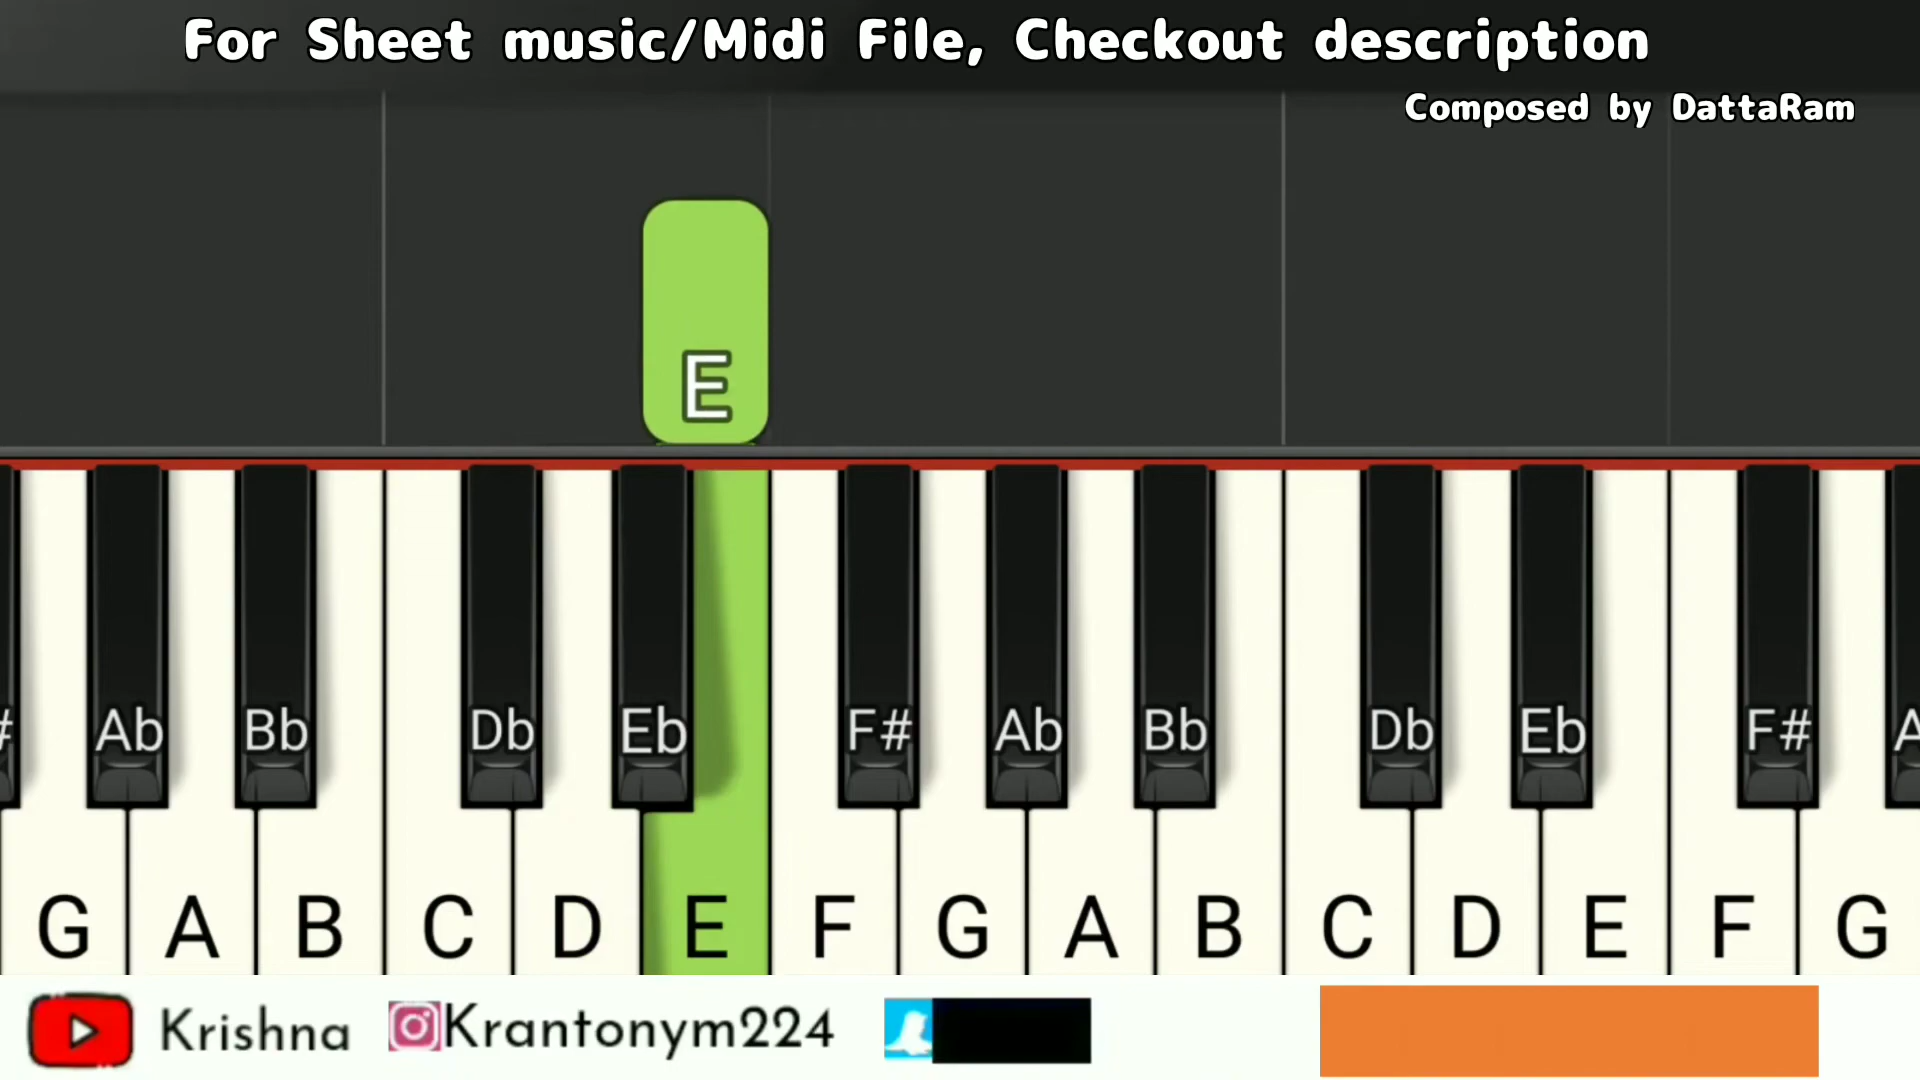 For Sheet music/Midi File, Checkout description
Composed by DattaRam
E
# Ab Bb Db Eb F# Ab Bb Db Eb F# A
G A B C D E F G A B C D E F G
Krishna Krantonym224